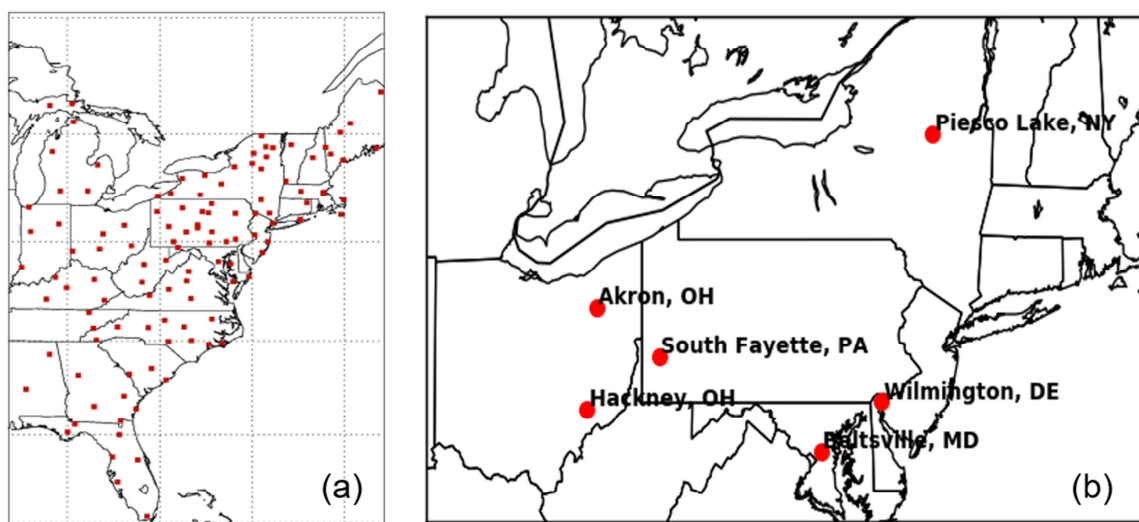 Piesco Lake, NY
Akron, OH
South Fayette, PA
Hackney, OH
Wilmington, DE
Beltsville, MD
(a)
(b)